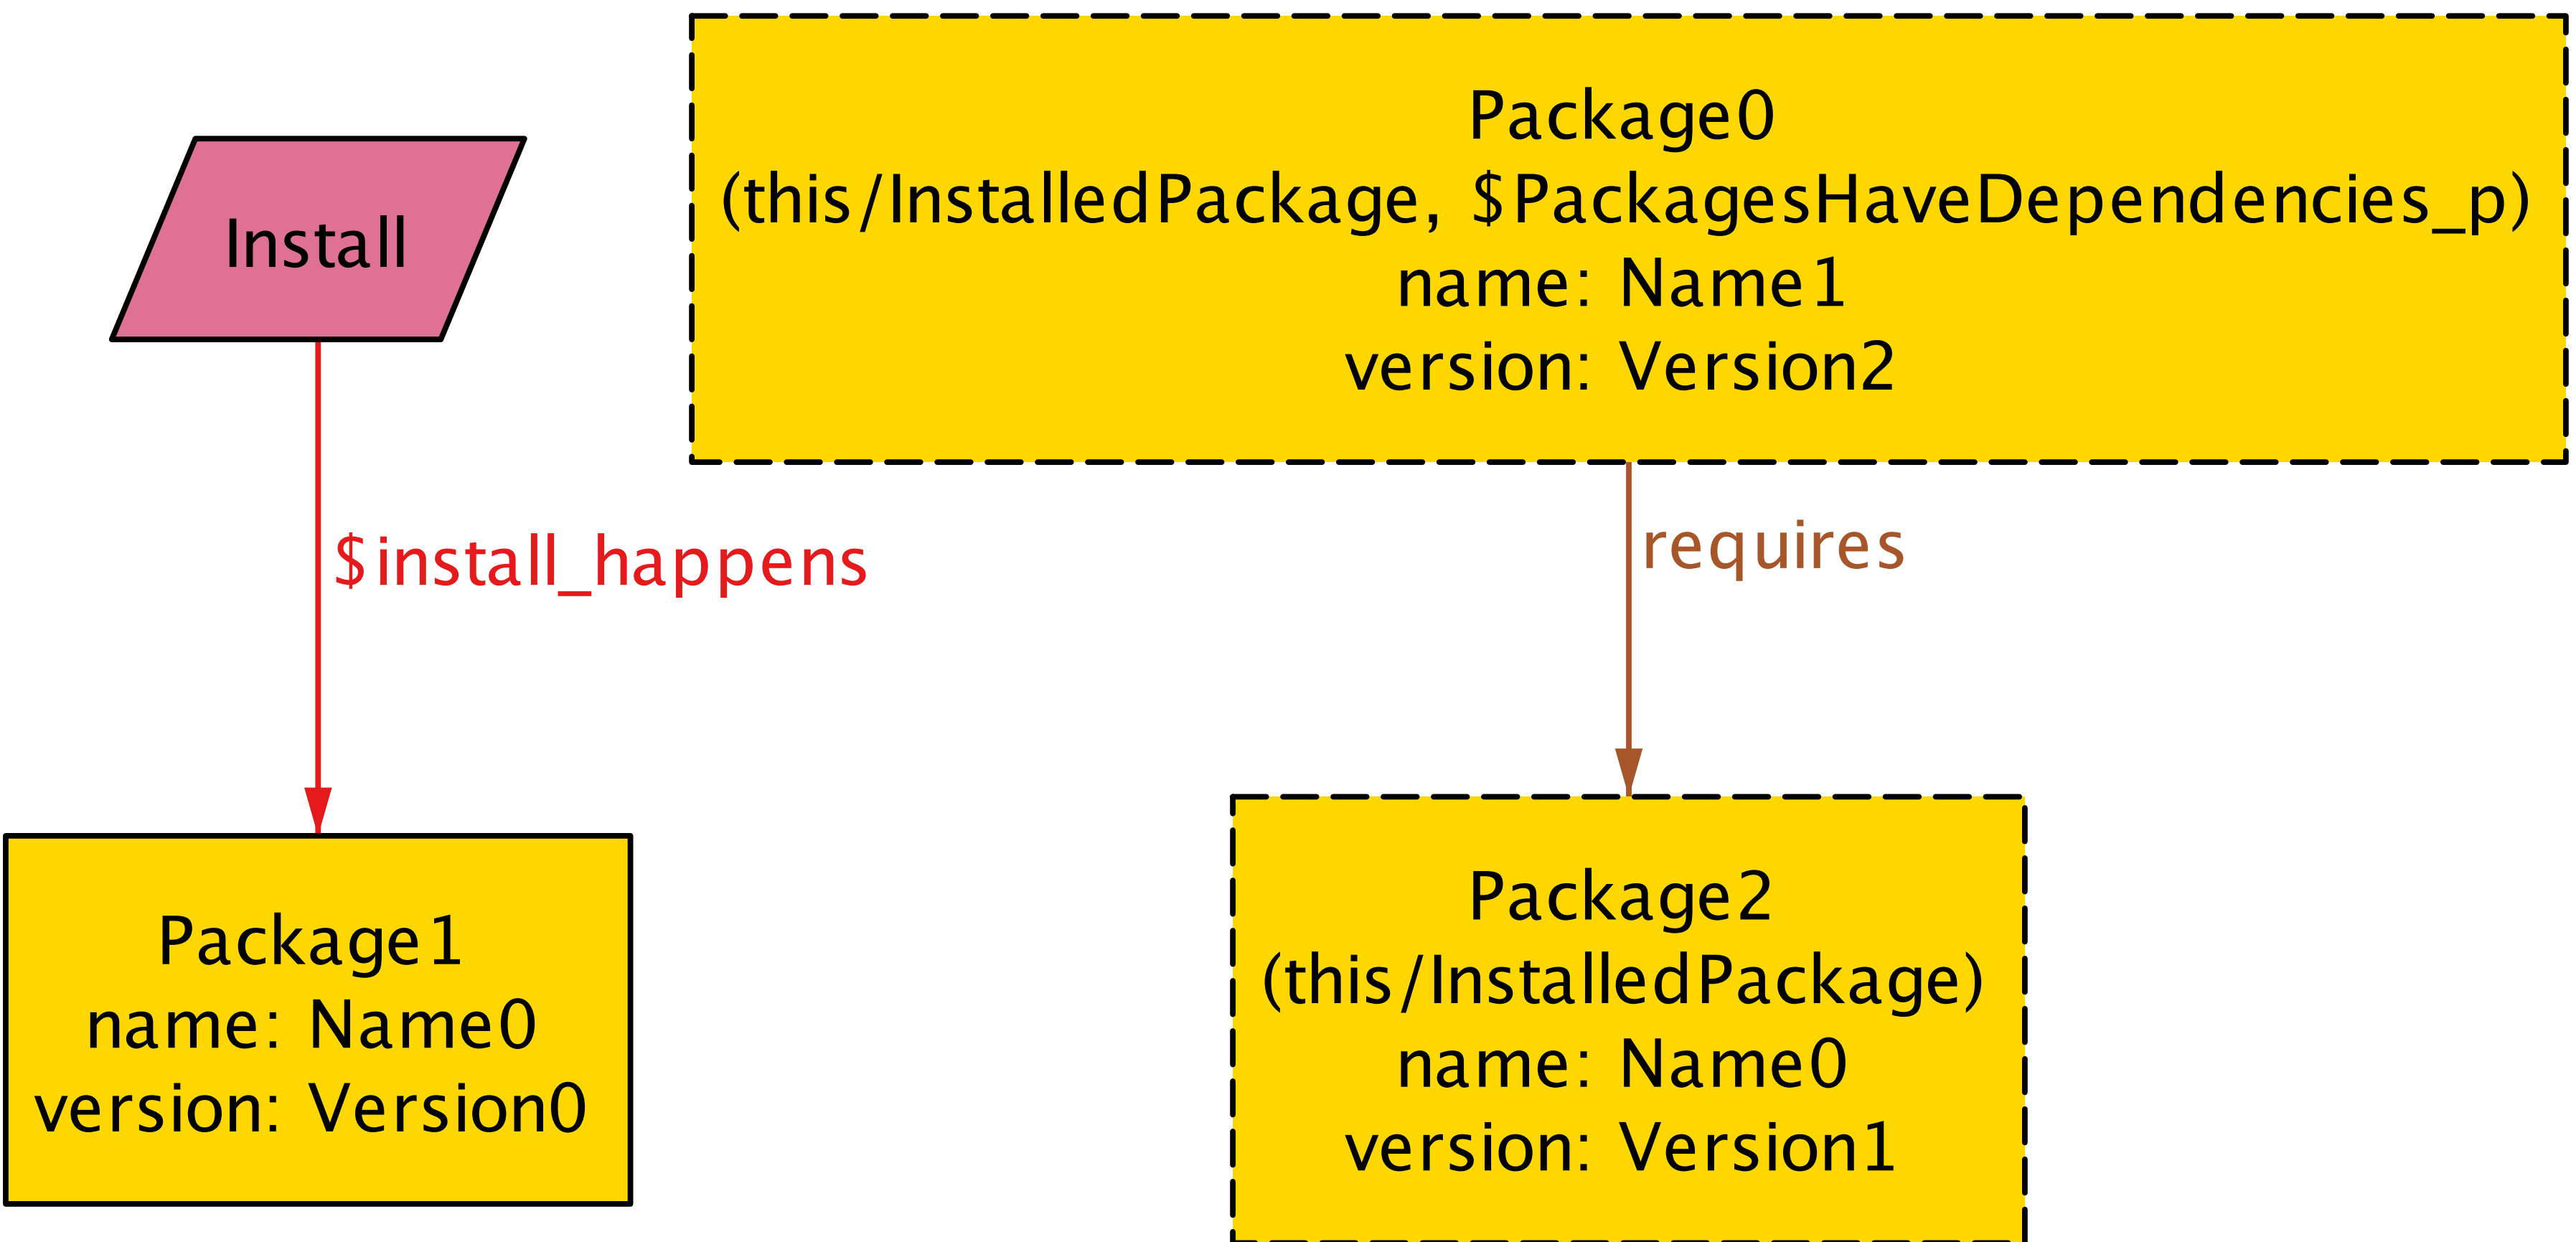 Install
$install_happens
Package1
name: Name0
version: Version0
Package0
(this/InstalledPackage, $PackagesHaveDependencies_p)
name: Name1
version: Version2
requires
Package2
(this/InstalledPackage)
name: Name0
version: Version1